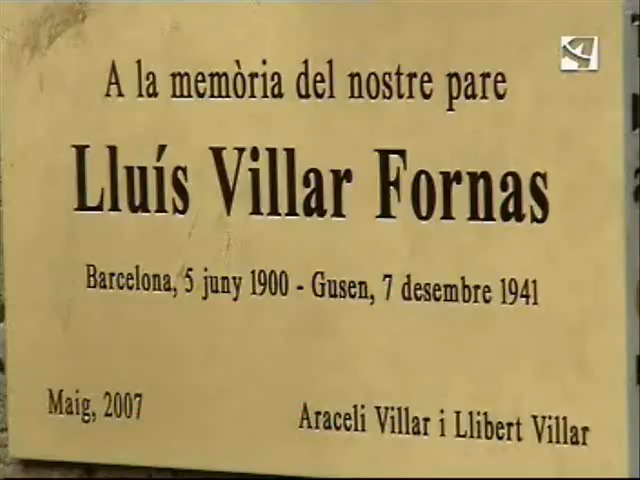 A la memòria del nostre pare
Lluís Villar Fornas
Barcelona, 5 juny 1900 - Gusen, 7 desembre 1941
Maig, 2007
Araceli Villar i Llibert Villar